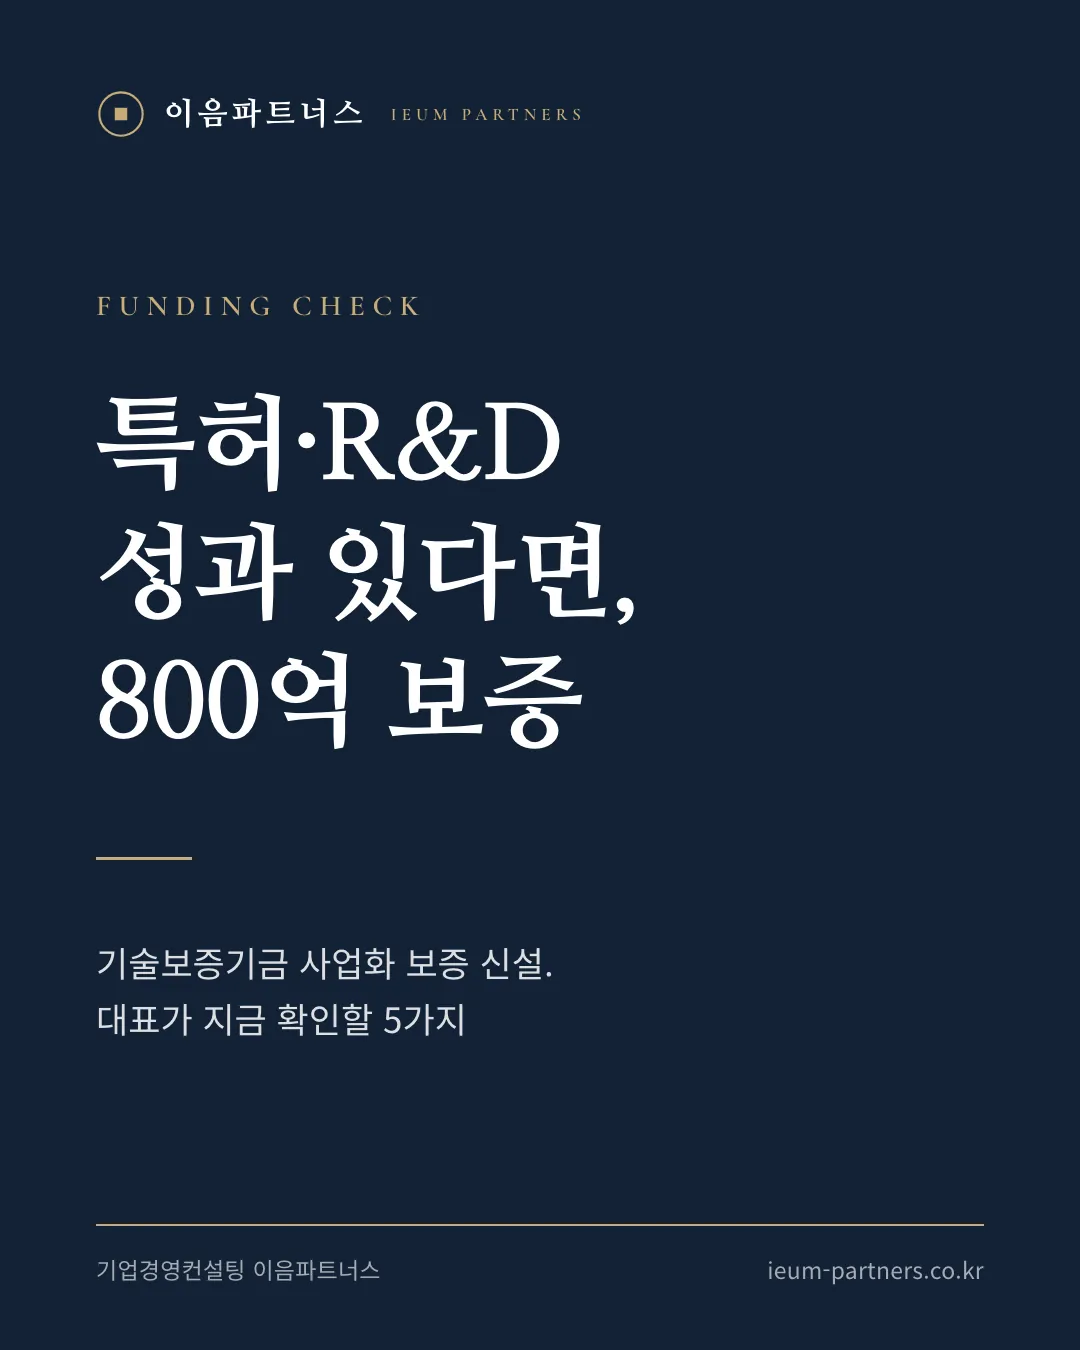 이음파트너스 IEUM PARTNERS
FUNDING CHECK
특허·R&D
성과 있다면,
800억 보증
기술보증기금 사업화 보증 신설.
대표가 지금 확인할 5가지
기업경영컨설팅 이음파트너스 ieum-partners.co.kr